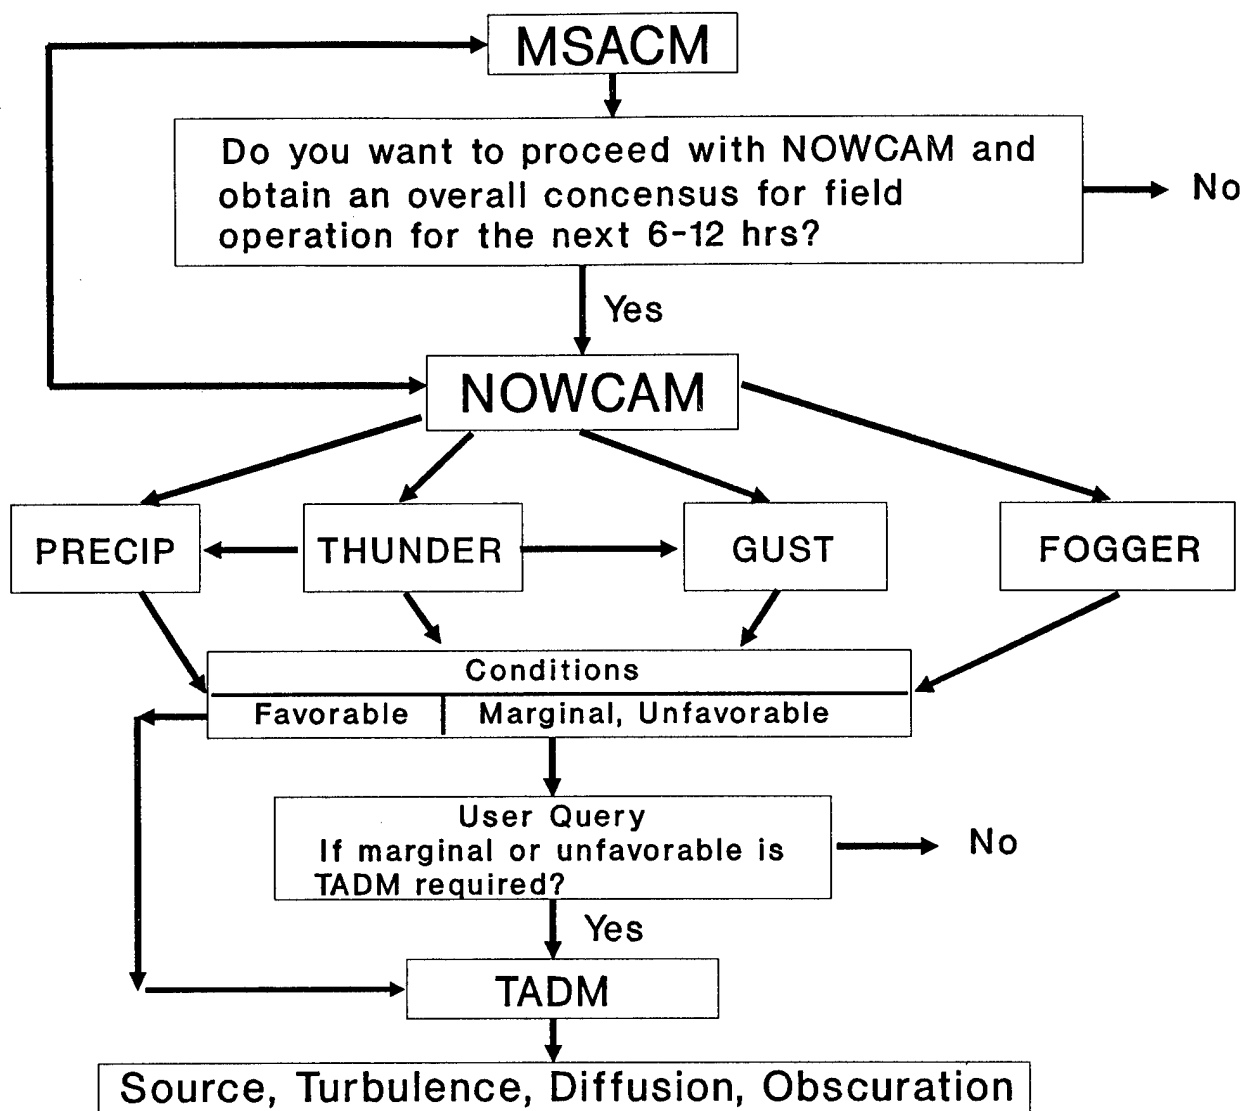 MSACM
Do you want to proceed with NOWCAM and
obtain an overall concensus for field
operation for the next 6-12 hrs?
No
Yes
NOWCAM
PRECIP
THUNDER
GUST
FOGGER
Conditions
Favorable
Marginal, Unfavorable
User Query
If marginal or unfavorable is
TADM required?
No
Yes
TADM
Source, Turbulence, Diffusion, Obscuration